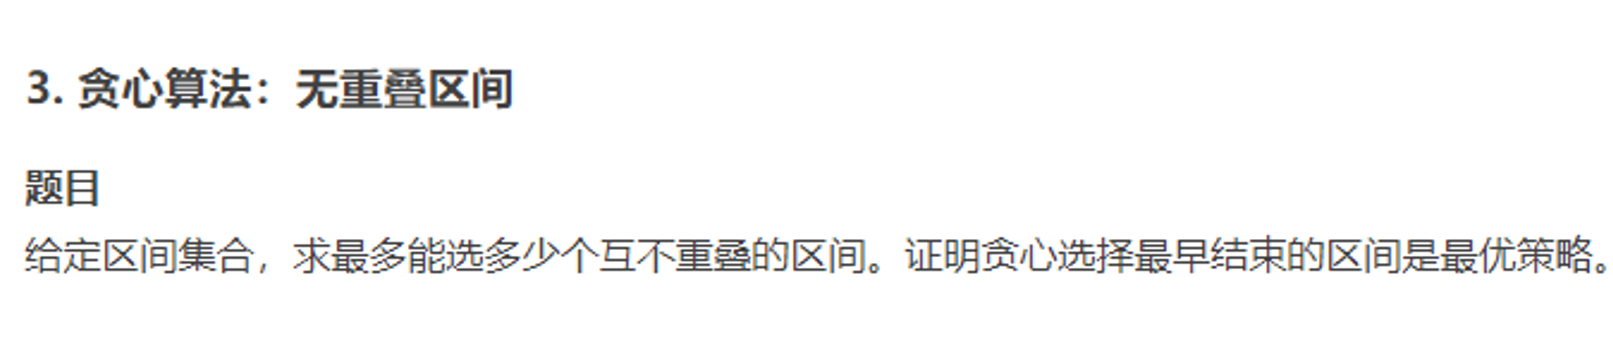 3. 贪心算法：无重叠区间
题目
给定区间集合，求最多能选多少个互不重叠的区间。证明贪心选择最早结束的区间是最优策略。